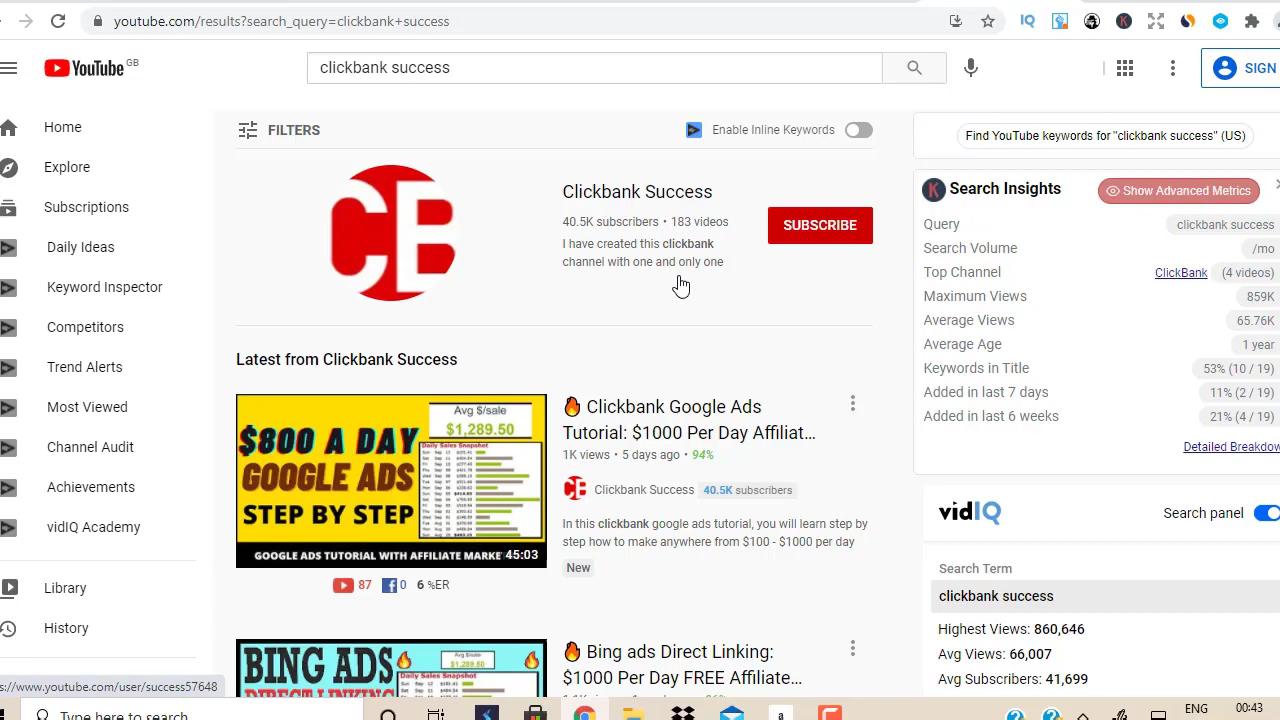 youtube.com/results?search_query=clickbank+success
YouTube GB
clickbank success
SIGN
Home
Explore
Subscriptions
Daily Ideas
Keyword Inspector
Competitors
Trend Alerts
Most Viewed
Channel Audit
Achievements
vidIQ Academy
Library
History
FILTERS
Enable Inline Keywords
CB
Clickbank Success
40.5K subscribers • 183 videos
I have created this clickbank
channel with one and only one
SUBSCRIBE
Latest from Clickbank Success
Avg $/sale
$1,289.50
$800 A DAY
GOOGLE ADS
STEP BY STEP
Daily Sales Snapshot
GOOGLE ADS TUTORIAL WITH AFFILIATE MARKE
45:03
87 0 6 %ER
🔥 Clickbank Google Ads
Tutorial: $1000 Per Day Affiliat...
1K views • 5 days ago • 94%
Clickbank Success 40.5K subscribers
In this clickbank google ads tutorial, you will learn step by
step how to make anywhere from $100 - $1000 per day
New
BING ADS
DIRECT LINKING
$1,289.50
🔥 Bing ads Direct Linking:
$1000 Per Day FREE Affiliate...
Find YouTube keywords for "clickbank success" (US)
K Search Insights
Show Advanced Metrics
Query clickbank success
Search Volume /mo
Top Channel ClickBank (4 videos)
Maximum Views 859K
Average Views 65.76K
Average Age 1 year
Keywords in Title 53% (10 / 19)
Added in last 7 days 11% (2 / 19)
Added in last 6 weeks 21% (4 / 19)
Detailed Breakdow
vidIQ
Search panel
Search Term
clickbank success
Highest Views: 860,646
Avg Views: 66,007
Avg Subscribers: 41,699
Type here to search
ENG
00:43